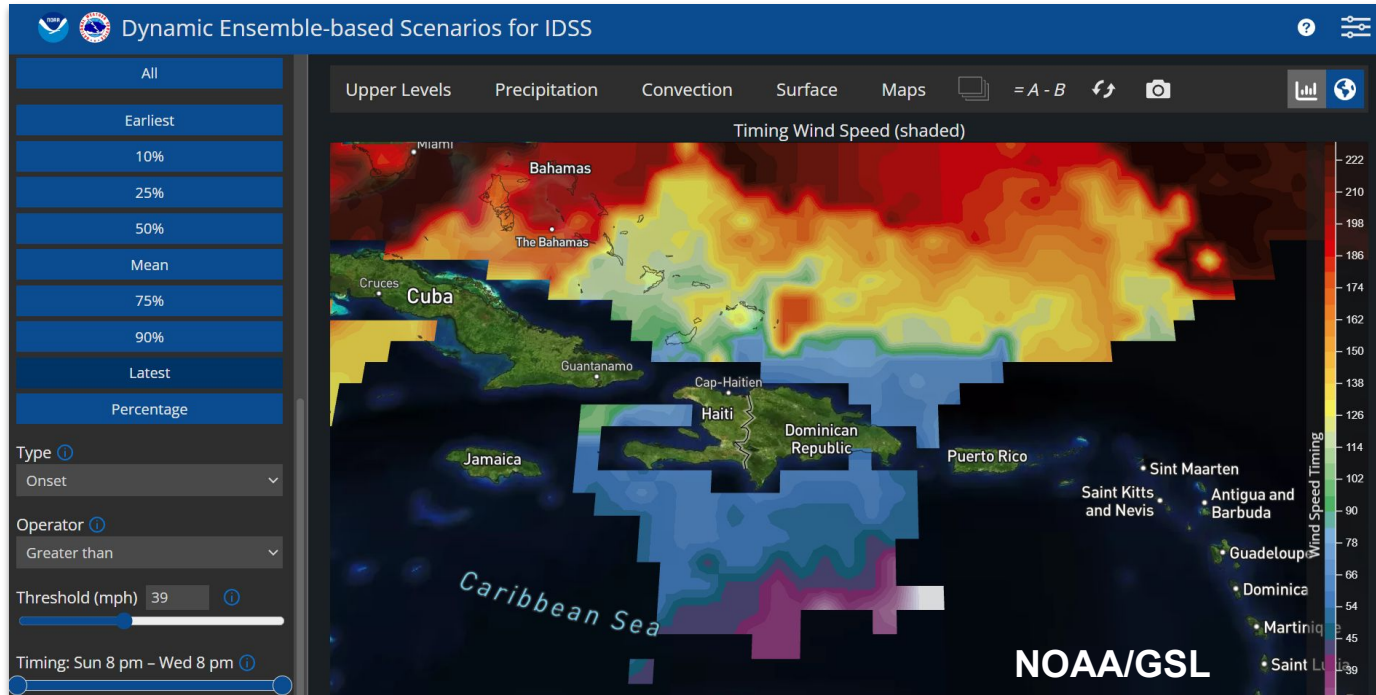 Dynamic Ensemble-based Scenarios for IDSS
All
Earliest
10%
25%
50%
Mean
75%
90%
Latest
Percentage
Type
Onset
Operator
Greater than
Threshold (mph) 39
Timing: Sun 8 pm – Wed 8 pm
Upper Levels Precipitation Convection Surface Maps = A - B
Timing Wind Speed (shaded)
Miami
Bahamas
The Bahamas
Cruces
Cuba
Guantanamo
Cap-Haitien
Haiti
Dominican
Republic
Jamaica
Puerto Rico
Sint Maarten
Saint Kitts
and Nevis
Antigua and
Barbuda
Guadeloupe
Dominica
Caribbean Sea
NOAA/GSL
Wind Speed Timing
222
210
198
186
174
162
150
138
126
114
102
90
78
66
54
45
39